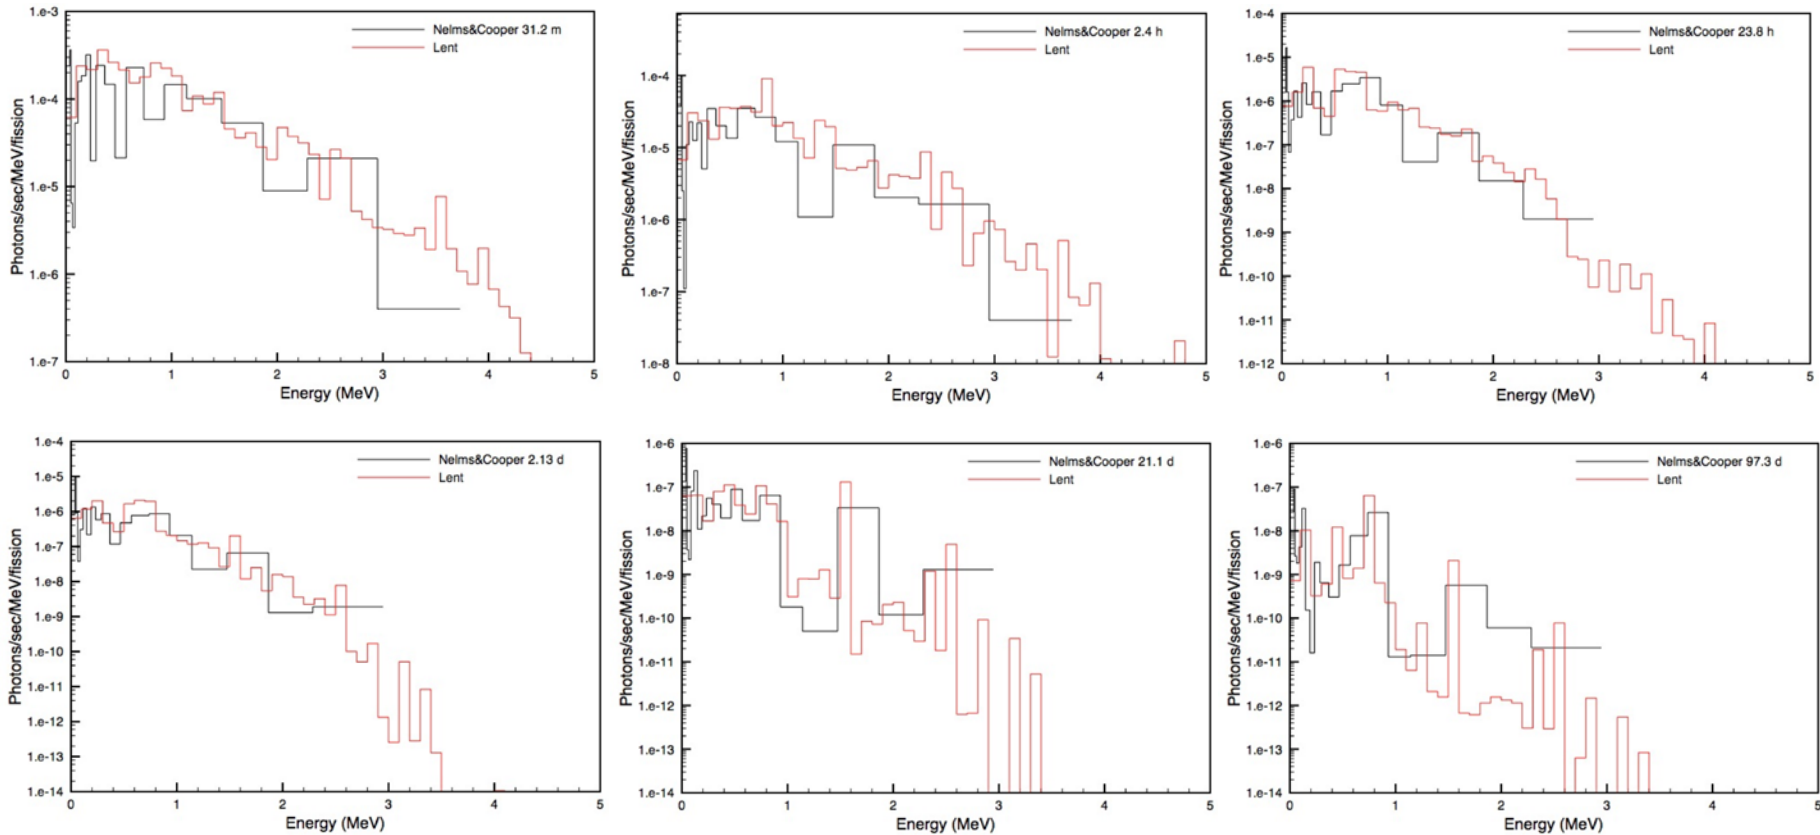 1.e-3
Nelms&Cooper 31.2 m
Lent
1.e-4
1.e-5
1.e-6
1.e-7
Photons/sec/MeV/fission
0 1 2 3 4 5
Energy (MeV)
Nelms&Cooper 2.4 h
Lent
1.e-4
1.e-5
1.e-6
1.e-7
1.e-8
Photons/sec/MeV/fission
0 1 2 3 4 5
Energy (MeV)
1.e-4
Nelms&Cooper 23.8 h
Lent
1.e-5
1.e-6
1.e-7
1.e-8
1.e-9
1.e-10
1.e-11
1.e-12
Photons/sec/MeV/fission
0 1 2 3 4 5
Energy (MeV)
1.e-4
Nelms&Cooper 2.13 d
Lent
1.e-5
1.e-6
1.e-7
1.e-8
1.e-9
1.e-10
1.e-11
1.e-12
1.e-13
1.e-14
Photons/sec/MeV/fission
0 1 2 3 4 5
Energy (MeV)
1.e-6
Nelms&Cooper 21.1 d
Lent
1.e-7
1.e-8
1.e-9
1.e-10
1.e-11
1.e-12
1.e-13
1.e-14
Photons/sec/MeV/fission
0 1 2 3 4 5
Energy (MeV)
1.e-6
Nelms&Cooper 97.3 d
Lent
1.e-7
1.e-8
1.e-9
1.e-10
1.e-11
1.e-12
1.e-13
1.e-14
Photons/sec/MeV/fission
0 1 2 3 4 5
Energy (MeV)